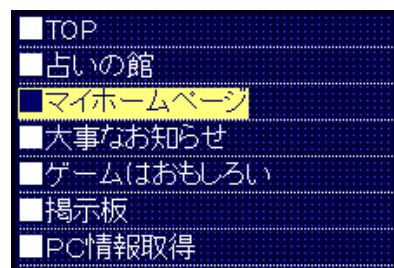 ■TOP
■占いの館
■マイホームページ
■大事なお知らせ
■ゲームはおもしろい
■掲示板
■PC情報取得